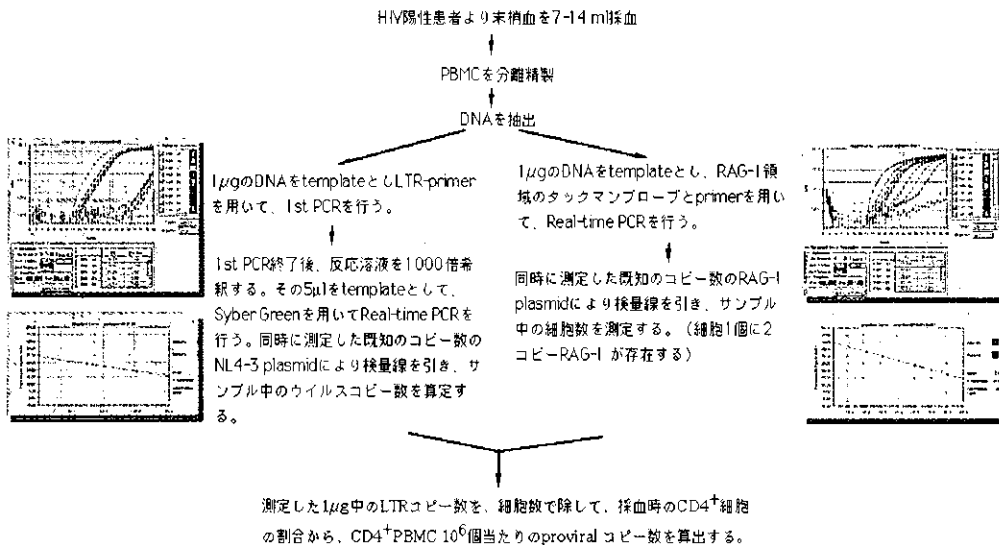 HIV陽性患者より末梢血を7-14 ml採血
PBMCを分離精製
DNAを抽出
1μgのDNAをtemplateとしLTR-primer
を用いて、1st PCRを行う。
1st PCR終了後、反応溶液を1000倍希
釈する。その5μlをtemplateとして、
Syber Greenを用いてReal-time PCRを
行う。同時に測定した既知のコピー数の
NL4-3 plasmidにより検量線を引き、サ
ンプル中のウイルスコピー数を算定す
る。
1μgのDNAをtemplateとし、RAG-1領
域のタックマンプローブとprimerを用い
て、Real-time PCRを行う。
同時に測定した既知のコピー数のRAG-1
plasmidにより検量線を引き、サンプル
中の細胞数を測定する。（細胞1個に2
コピーRAG-1 が存在する）
測定した1μg中のLTRコピー数を、細胞数で除して、採血時のCD4⁺細胞
の割合から、CD4⁺PBMC 10⁶個当たりのproviral コピー数を算出する。